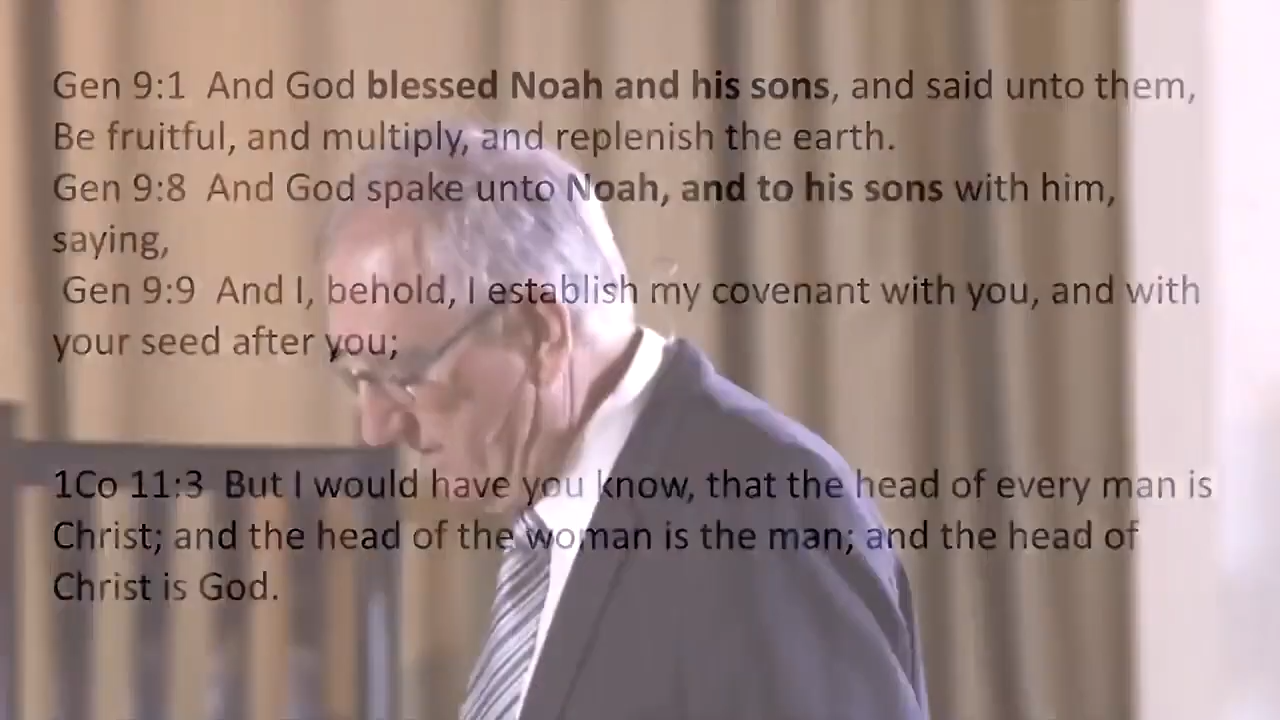 Gen 9:1  And God blessed Noah and his sons, and said unto them,
Be fruitful, and multiply, and replenish the earth.
Gen 9:8  And God spake unto Noah, and to his sons with him,
saying,
Gen 9:9  And I, behold, I establish my covenant with you, and with
your seed after you;
1Co 11:3  But I would have you know, that the head of every man is
Christ; and the head of the woman is the man; and the head of
Christ is God.